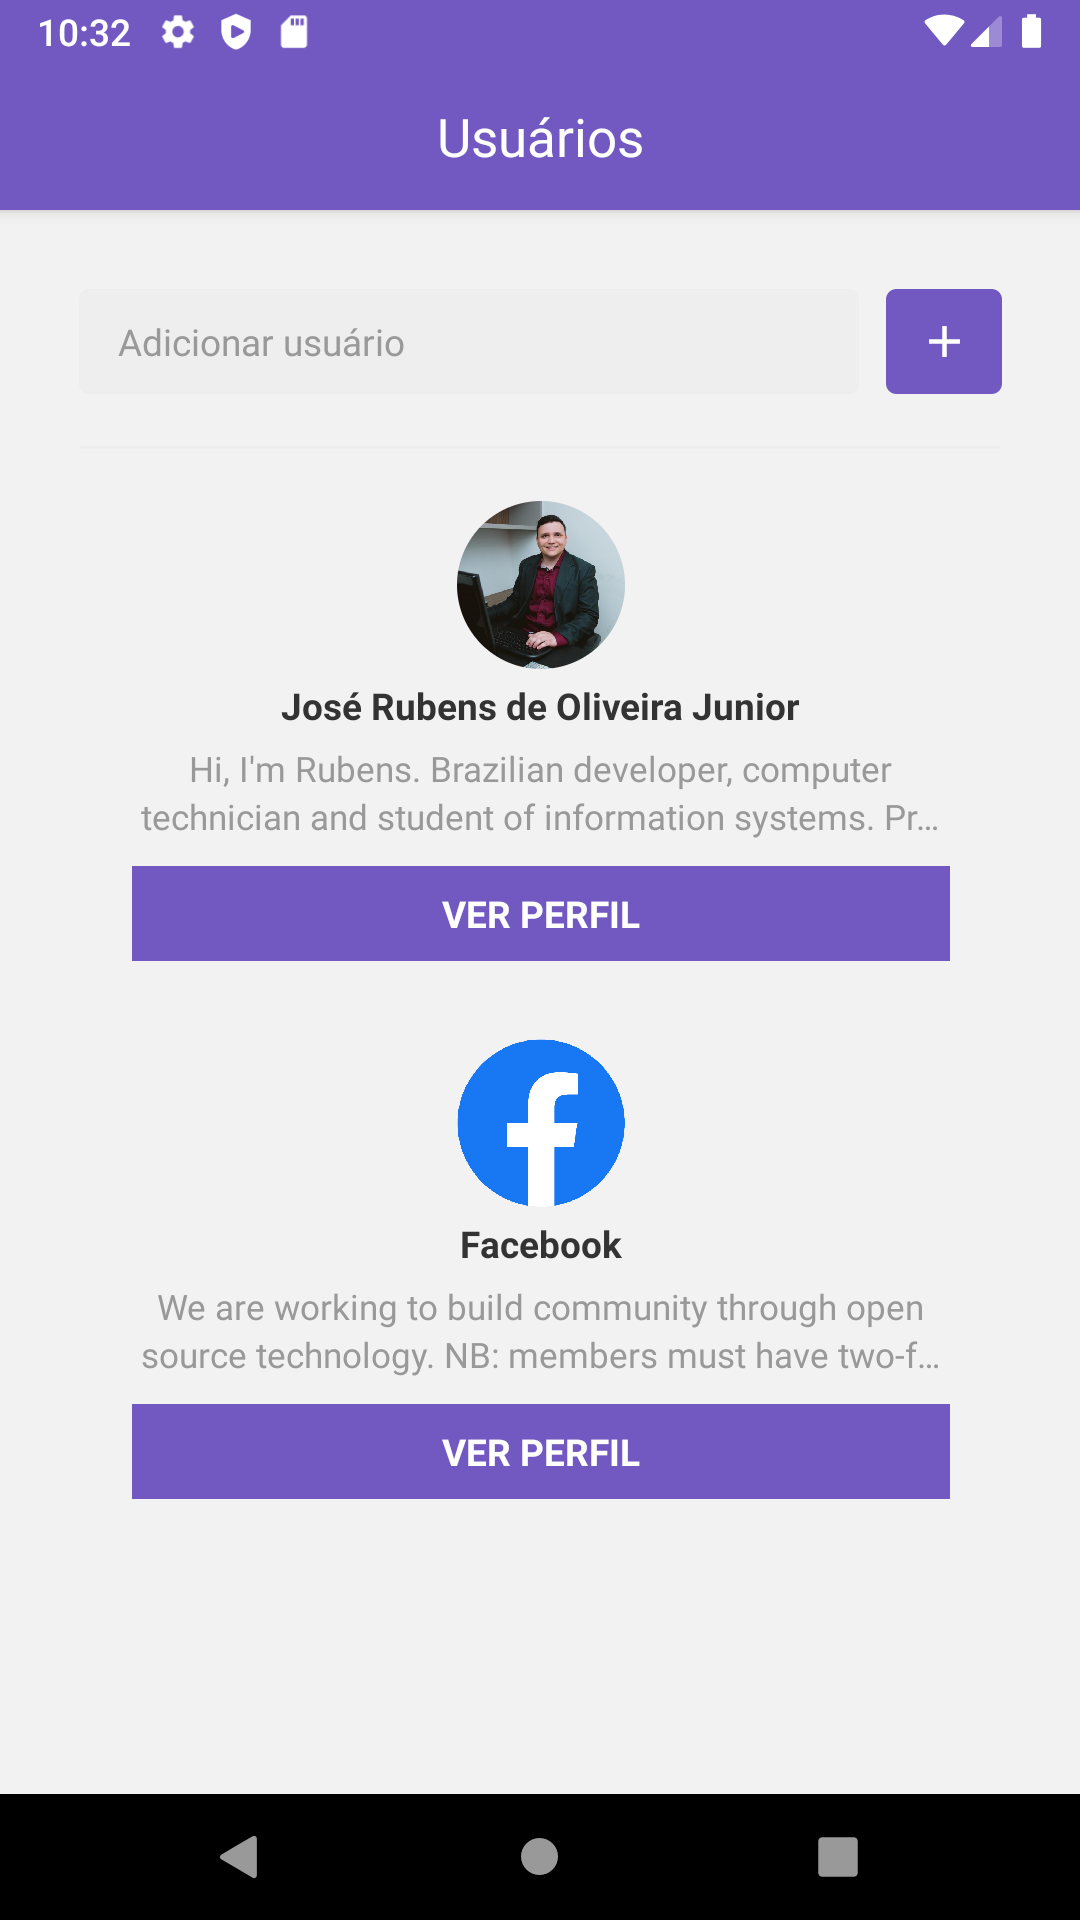 10:32
Usuários
Adicionar usuário
+
José Rubens de Oliveira Junior
Hi, I'm Rubens. Brazilian developer, computer
technician and student of information systems. Pr...
VER PERFIL
Facebook
We are working to build community through open
source technology. NB: members must have two-f...
VER PERFIL